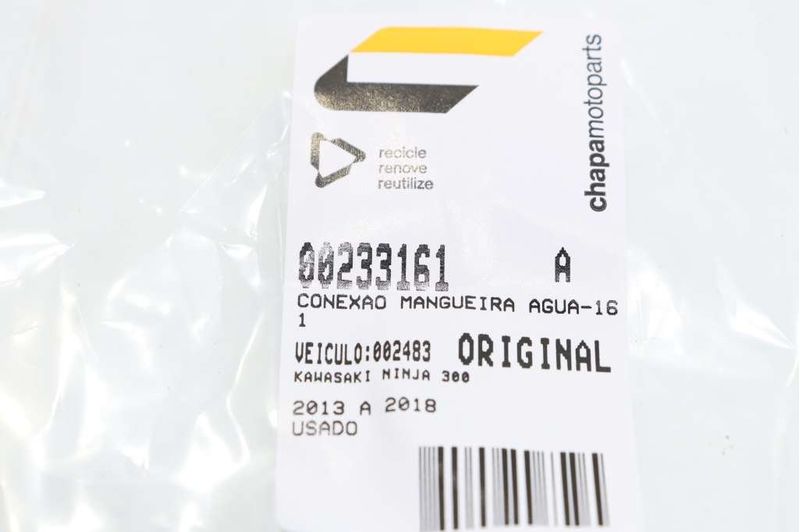 chapamotoparts
recicle
renove
reutilize
00233161 A
CONEXAO MANGUEIRA AGUA-16
1
VEICULO:002483 ORIGINAL
KAWASAKI NINJA 300
2013 A 2018
USADO